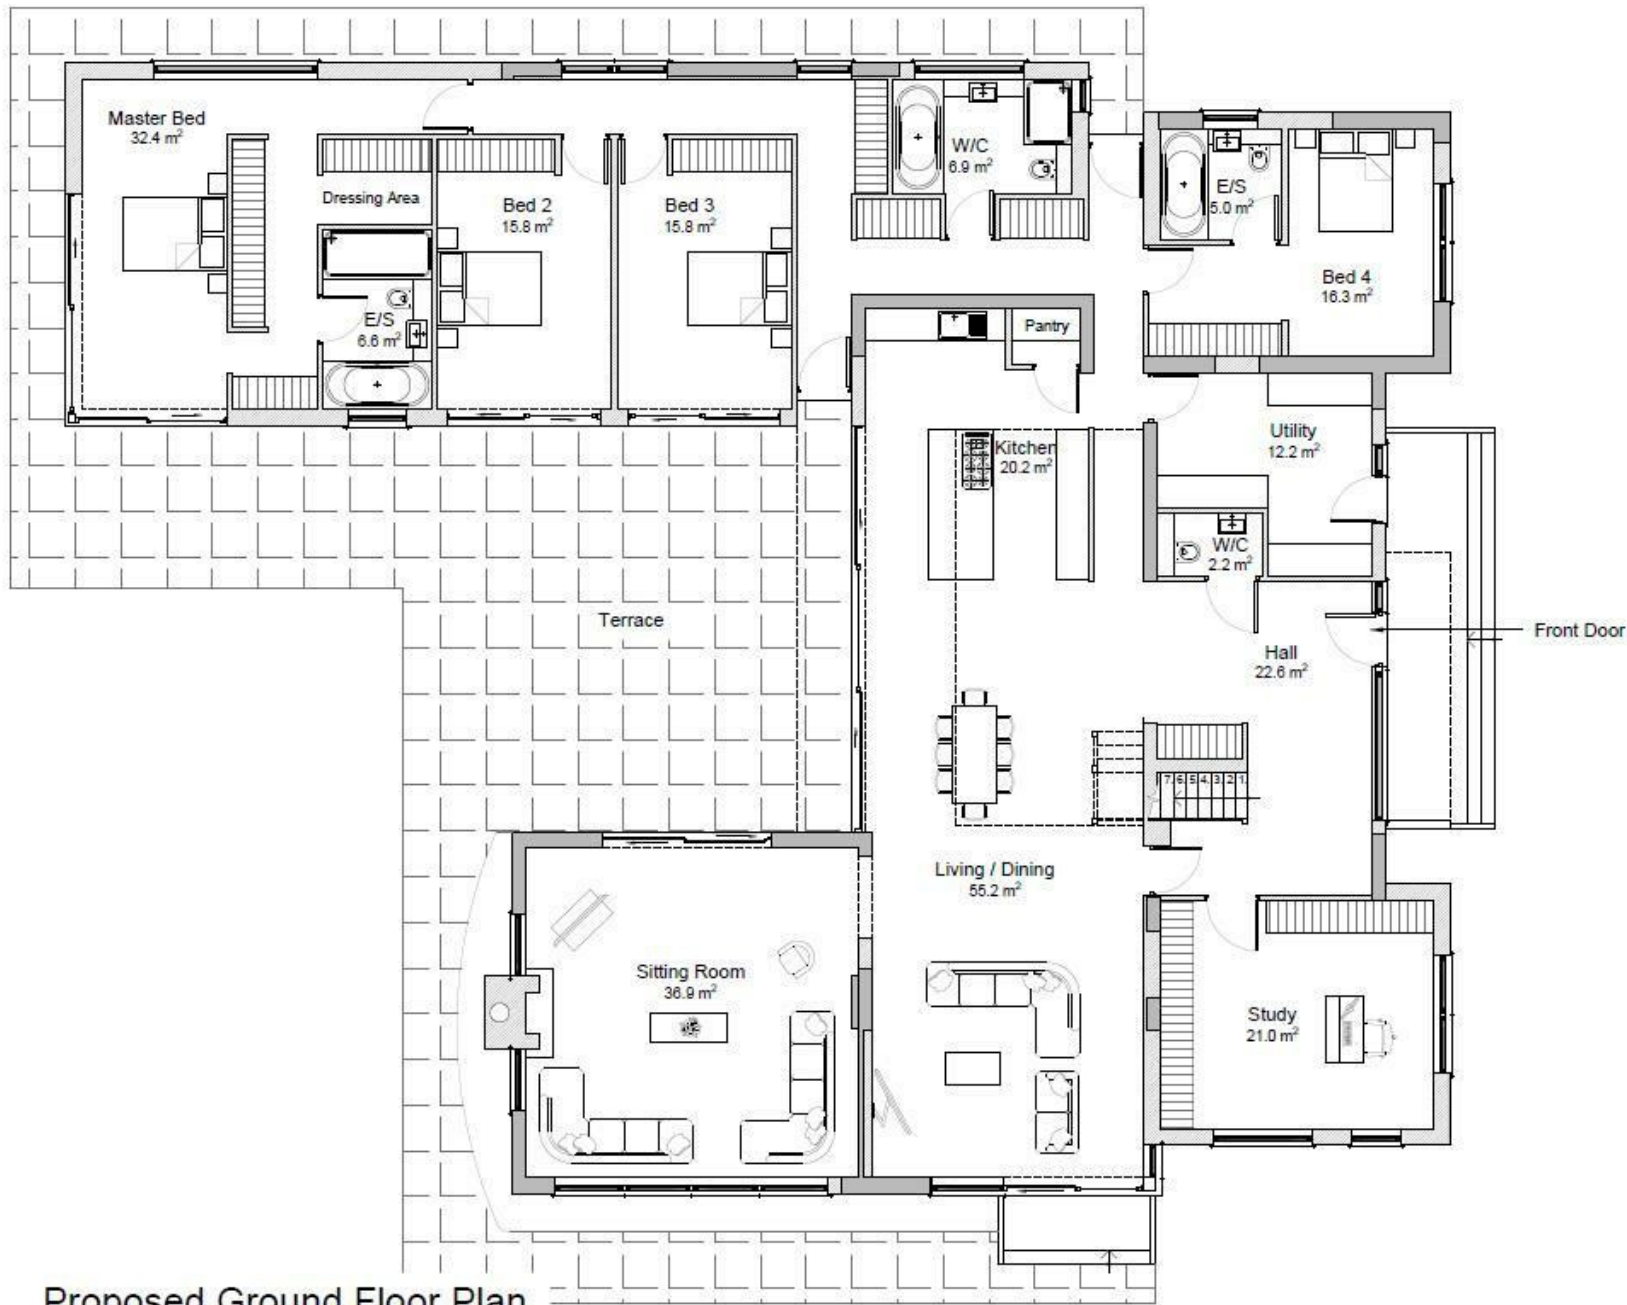 Master Bed
32.4 m²
Dressing Area
E/S
6.6 m²
Bed 2
15.8 m²
Bed 3
15.8 m²
W/C
6.9 m²
E/S
5.0 m²
Bed 4
16.3 m²
Pantry
Kitchen
20.2 m²
Utility
12.2 m²
W/C
2.2 m²
Terrace
Front Door
Hall
22.6 m²
7. 6. 5. 4. 3. 2. 1.
Living / Dining
55.2 m²
Sitting Room
36.9 m²
Study
21.0 m²
Proposed Ground Floor Plan